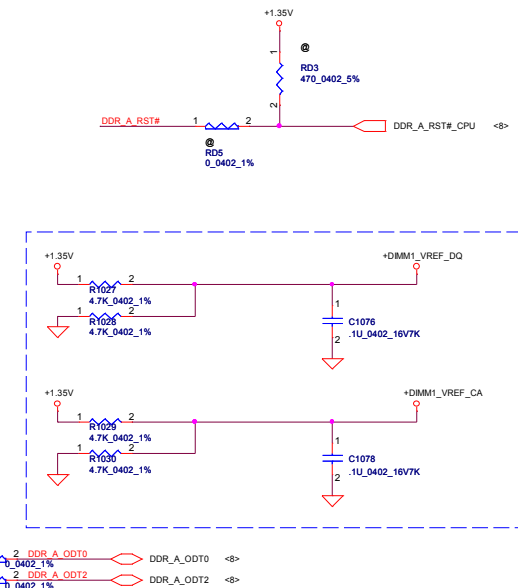 +1.35V
1
@
RD3
470_0402_5%
2
DDR_A_RST#
1
2
DDR_A_RST#_CPU <8>
@
RD5
0_0402_1%
+1.35V
+DIMM1_VREF_DQ
1
2
R1027
4.7K_0402_1%
1
2
R1028
4.7K_0402_1%
1
C1076
.1U_0402_16V7K
2
+1.35V
+DIMM1_VREF_CA
1
2
R1029
4.7K_0402_1%
1
2
R1030
4.7K_0402_1%
1
C1078
.1U_0402_16V7K
2
2 DDR_A_ODT0
DDR_A_ODT0 <8>
0_0402_1%
2 DDR_A_ODT2
DDR_A_ODT2 <8>
0_0402_1%